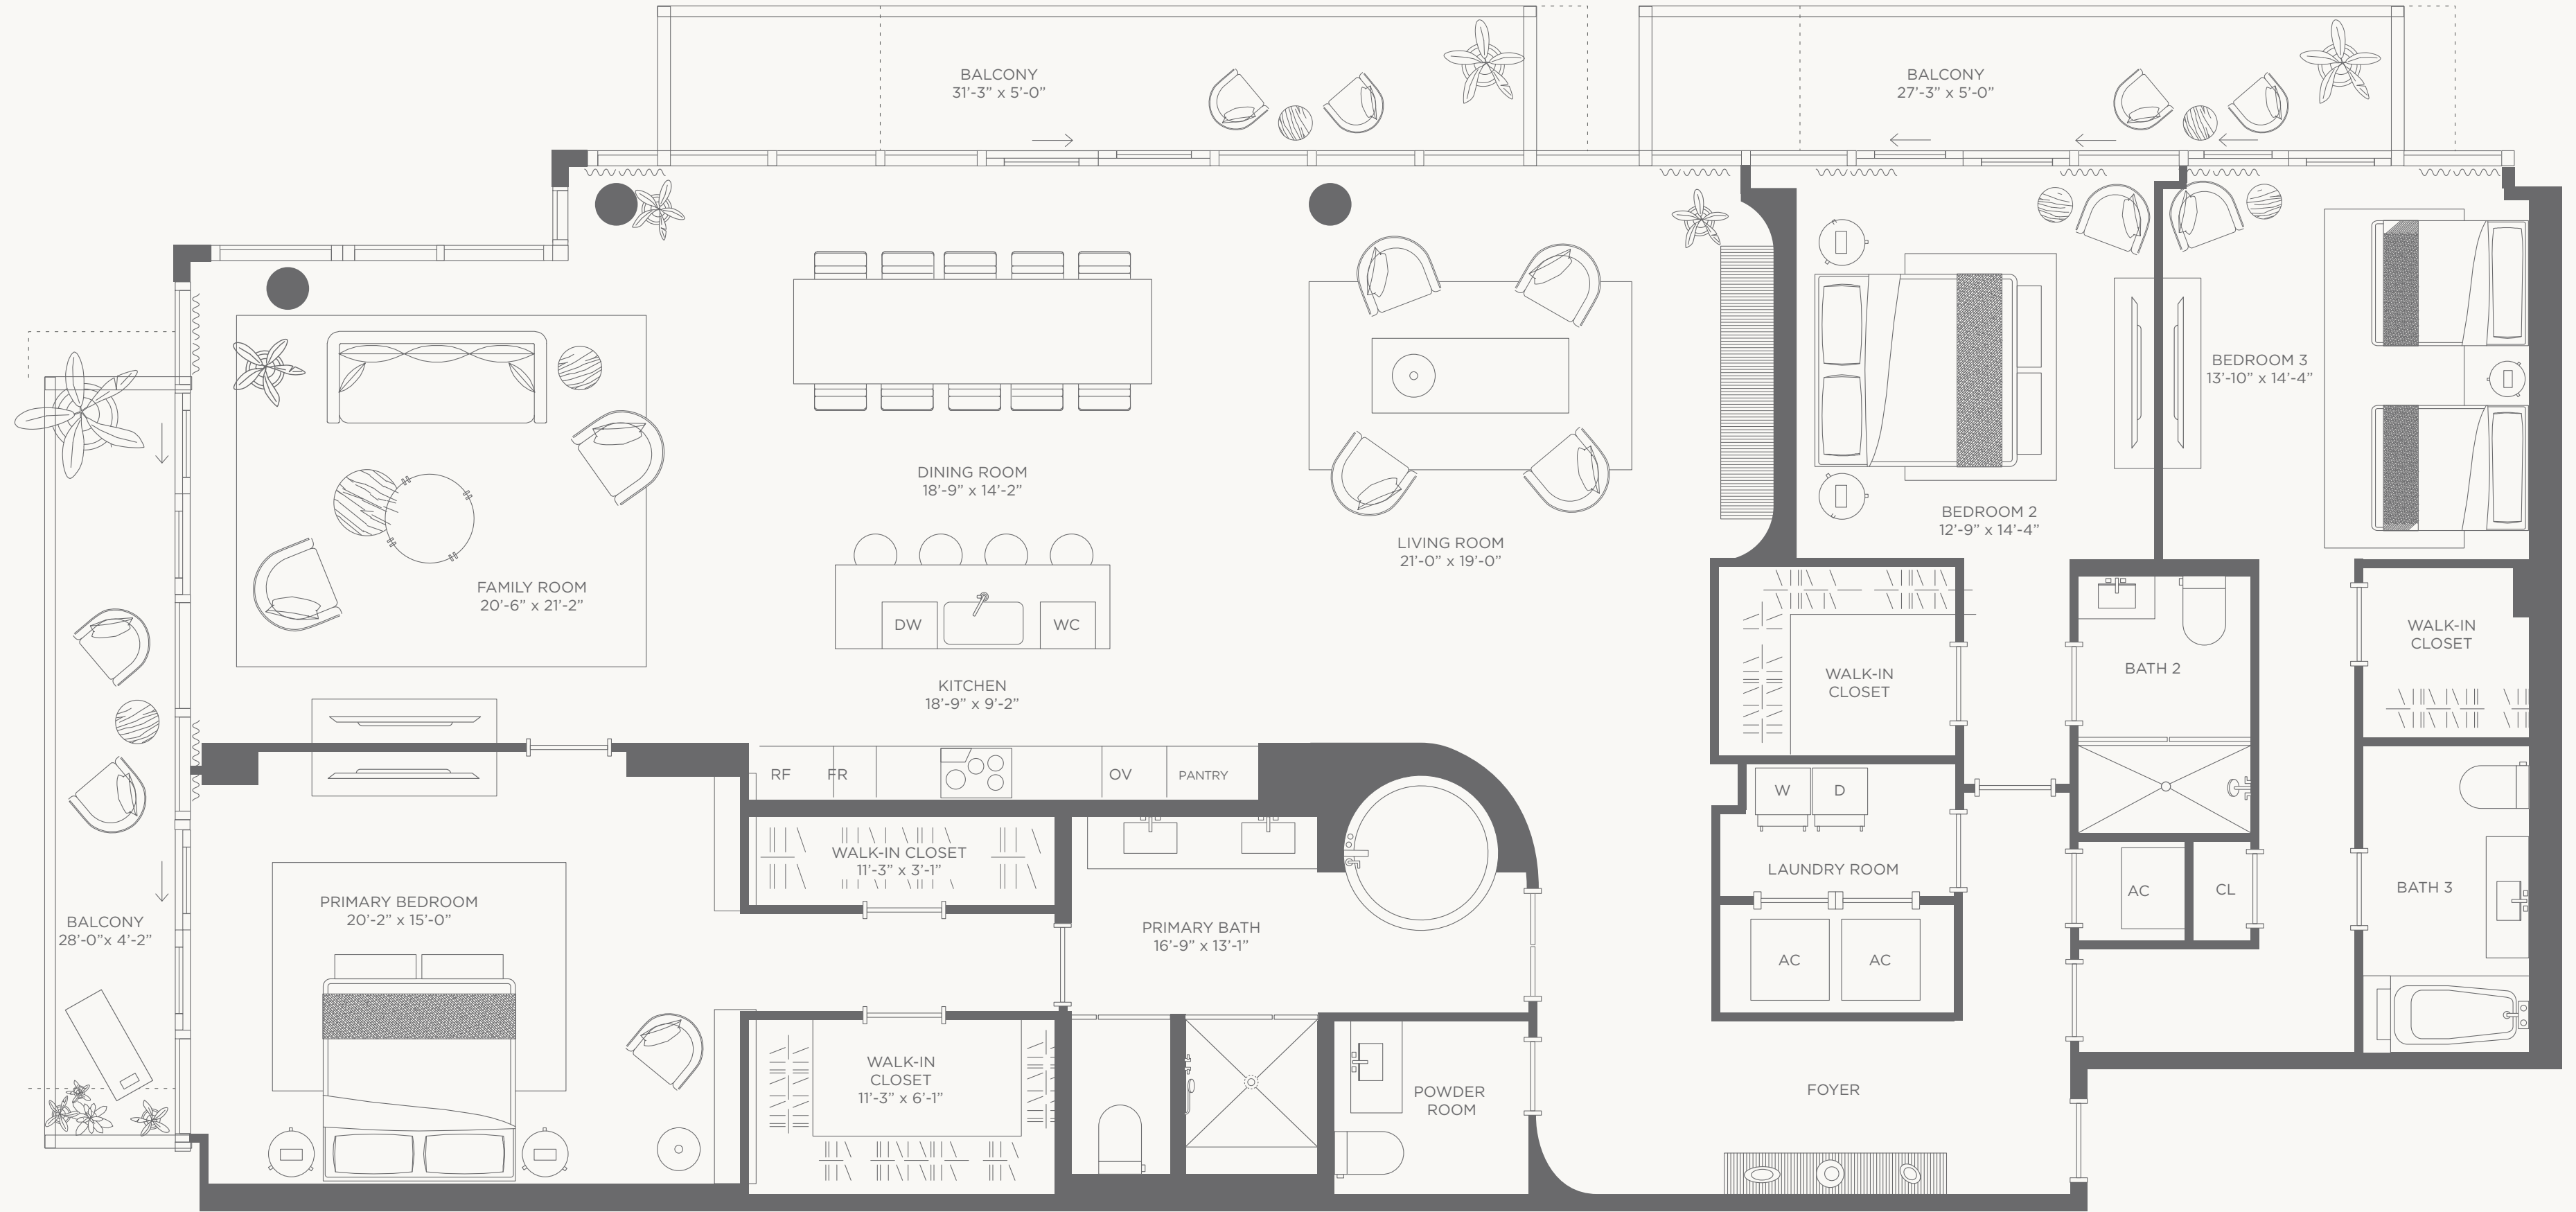 BALCONY
31'-3" x 5'-0"
BALCONY
27'-3" x 5'-0"
BEDROOM 3
13'-10" x 14'-4"
DINING ROOM
18'-9" x 14'-2"
BEDROOM 2
12'-9" x 14'-4"
LIVING ROOM
21'-0" x 19'-0"
FAMILY ROOM
20'-6" x 21'-2"
DW
WC
WALK-IN
CLOSET
BATH 2
WALK-IN
CLOSET
KITCHEN
18'-9" x 9'-2"
RF
FR
OV
PANTRY
W
D
WALK-IN CLOSET
11'-3" x 3'-1"
LAUNDRY ROOM
AC
CL
BATH 3
PRIMARY BEDROOM
20'-2" x 15'-0"
BALCONY
28'-0"x 4'-2"
PRIMARY BATH
16'-9" x 13'-1"
AC
AC
WALK-IN
CLOSET
11'-3" x 6'-1"
POWDER
ROOM
FOYER